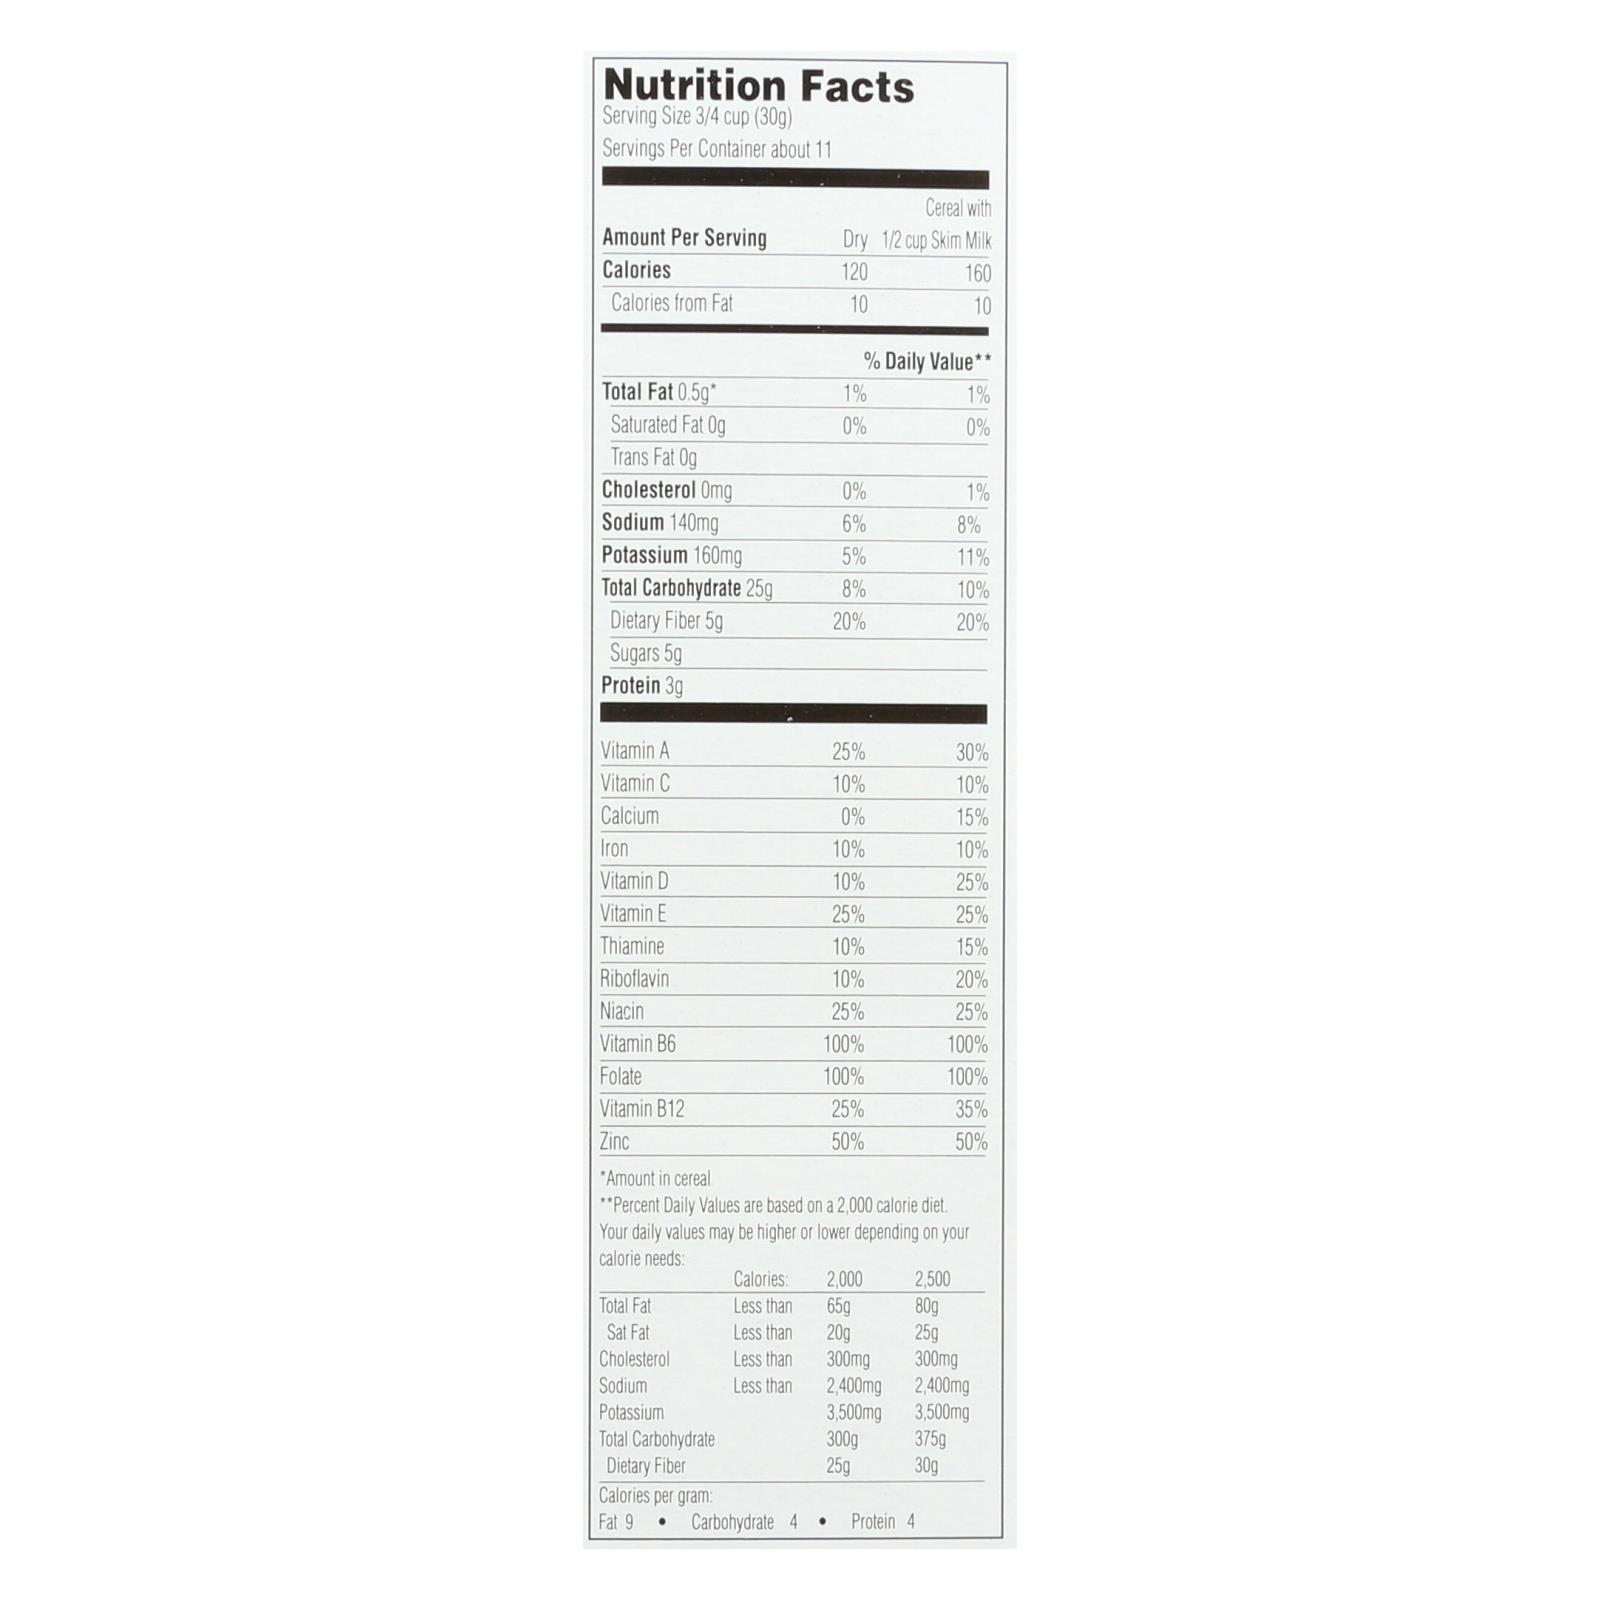 Nutrition Facts
Serving Size 3/4 cup (30g)
Servings Per Container about 11
Cereal with
Amount Per Serving Dry 1/2 cup Skim Milk
Calories 120 160
Calories from Fat 10 10
% Daily Value**
Total Fat 0.5g* 1% 1%
Saturated Fat 0g 0% 0%
Trans Fat 0g
Cholesterol 0mg 0% 1%
Sodium 140mg 6% 8%
Potassium 160mg 5% 11%
Total Carbohydrate 25g 8% 10%
Dietary Fiber 5g 20% 20%
Sugars 5g
Protein 3g
Vitamin A 25% 30%
Vitamin C 10% 10%
Calcium 0% 15%
Iron 10% 10%
Vitamin D 10% 25%
Vitamin E 25% 25%
Thiamine 10% 15%
Riboflavin 10% 20%
Niacin 25% 25%
Vitamin B6 100% 100%
Folate 100% 100%
Vitamin B12 25% 35%
Zinc 50% 50%
*Amount in cereal
**Percent Daily Values are based on a 2,000 calorie diet.
Your daily values may be higher or lower depending on your
calorie needs:
Calories: 2,000 2,500
Total Fat Less than 65g 80g
Sat Fat Less than 20g 25g
Cholesterol Less than 300mg 300mg
Sodium Less than 2,400mg 2,400mg
Potassium 3,500mg 3,500mg
Total Carbohydrate 300g 375g
Dietary Fiber 25g 30g
Calories per gram:
Fat 9 • Carbohydrate 4 • Protein 4